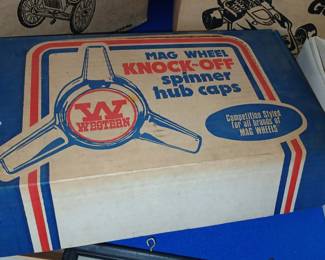 MAG WHEEL
KNOCK-OFF
spinner
hub caps
W
WESTERN
Competition Styled
for all brands of
MAG WHEELS